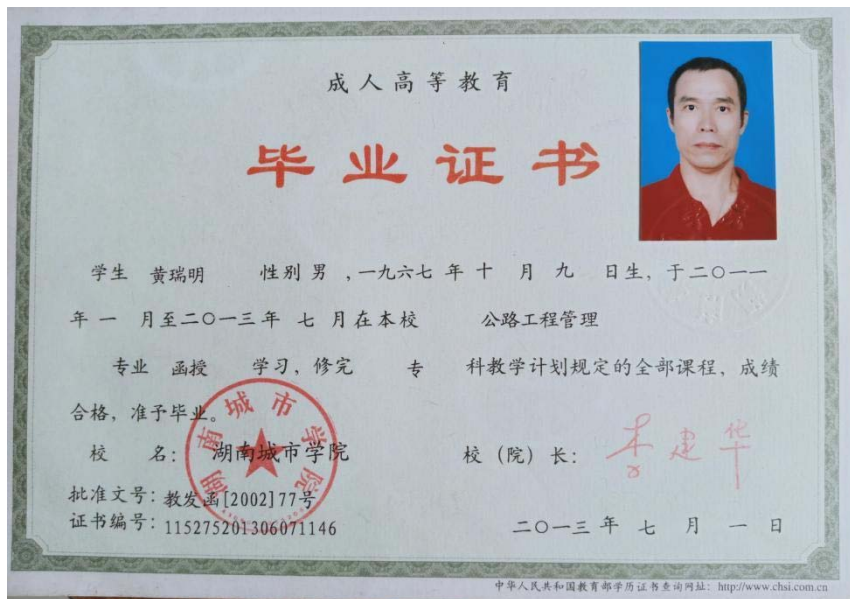 成人高等教育
毕业证书
学生 黄瑞明 性别 男 ,一九六七 年 十 月 九 日生, 于二〇一一
年 一 月至二〇一三年 七 月在本校 公路工程管理
专业 函授 学习, 修完 专 科教学计划规定的全部课程, 成绩
合格, 准予毕业。
校 名: 湖南城市学院 校(院)长: 李建华
湖南城市学院
批准文号: 教发函[2002]77号
证书编号: 115275201306071146
二〇一三 年 七 月 一 日
中华人民共和国教育部学历证书查询网址: http://www.chsi.com.cn